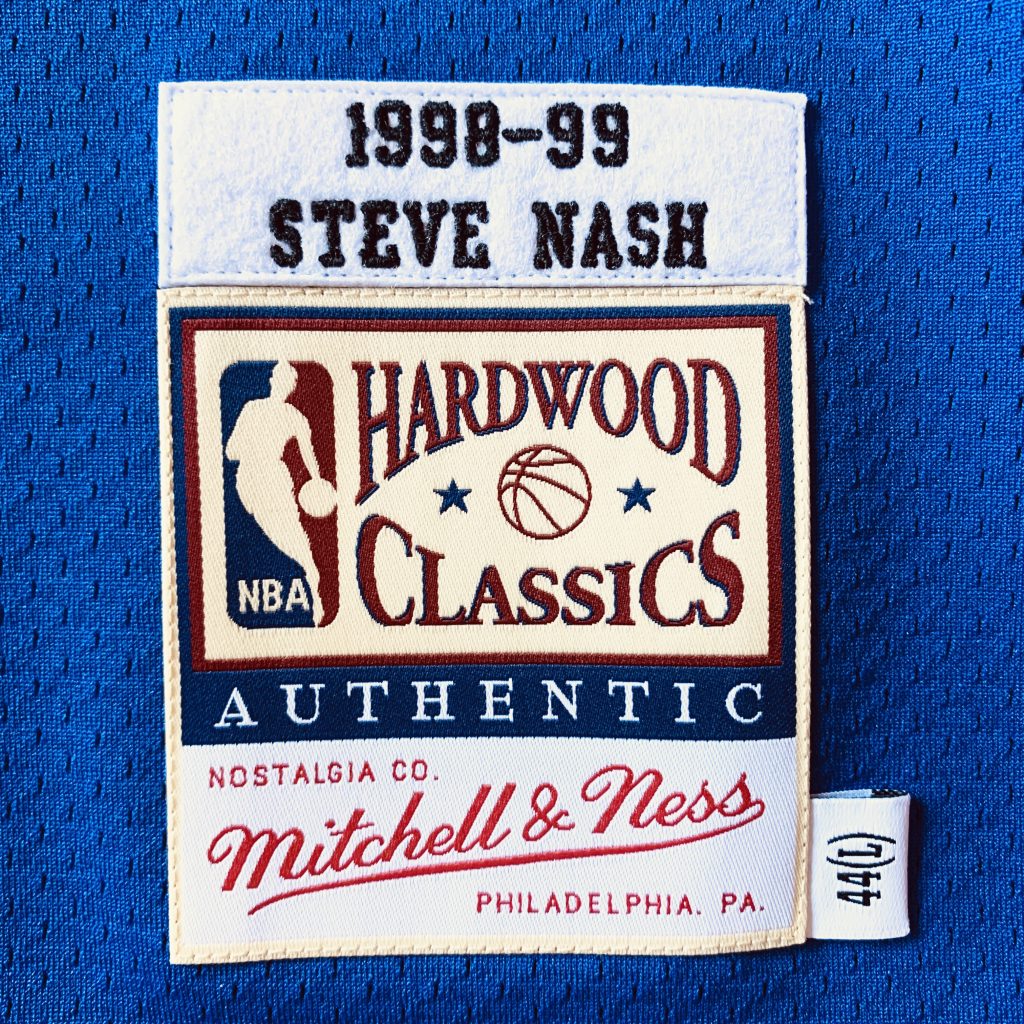 1998-99
STEVE NASH
HARDWOOD
CLASSICS
NBA
AUTHENTIC
NOSTALGIA CO.
Mitchell & Ness
PHILADELPHIA, PA.
44(L)